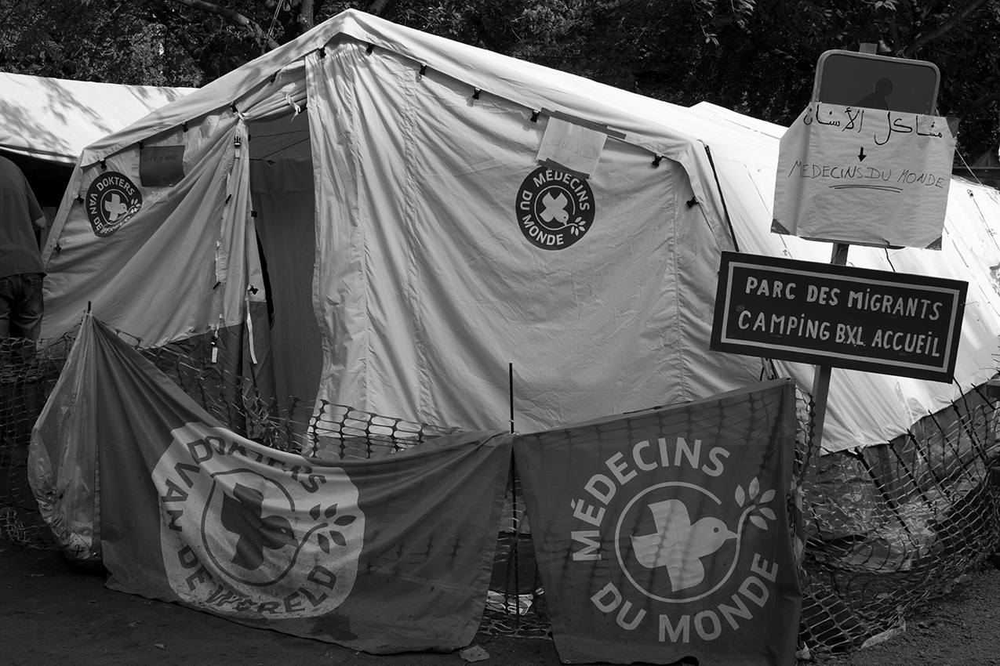 DOKTERS
VAN DE WERELD
MÉDECINS
DU MONDE
مشاكل الأسنان
MEDECINS DU MONDE
PARC DES MIGRANTS
CAMPING BXL ACCUEIL
DOKTERS
VAN DE WERELD
MÉDECINS
DU MONDE